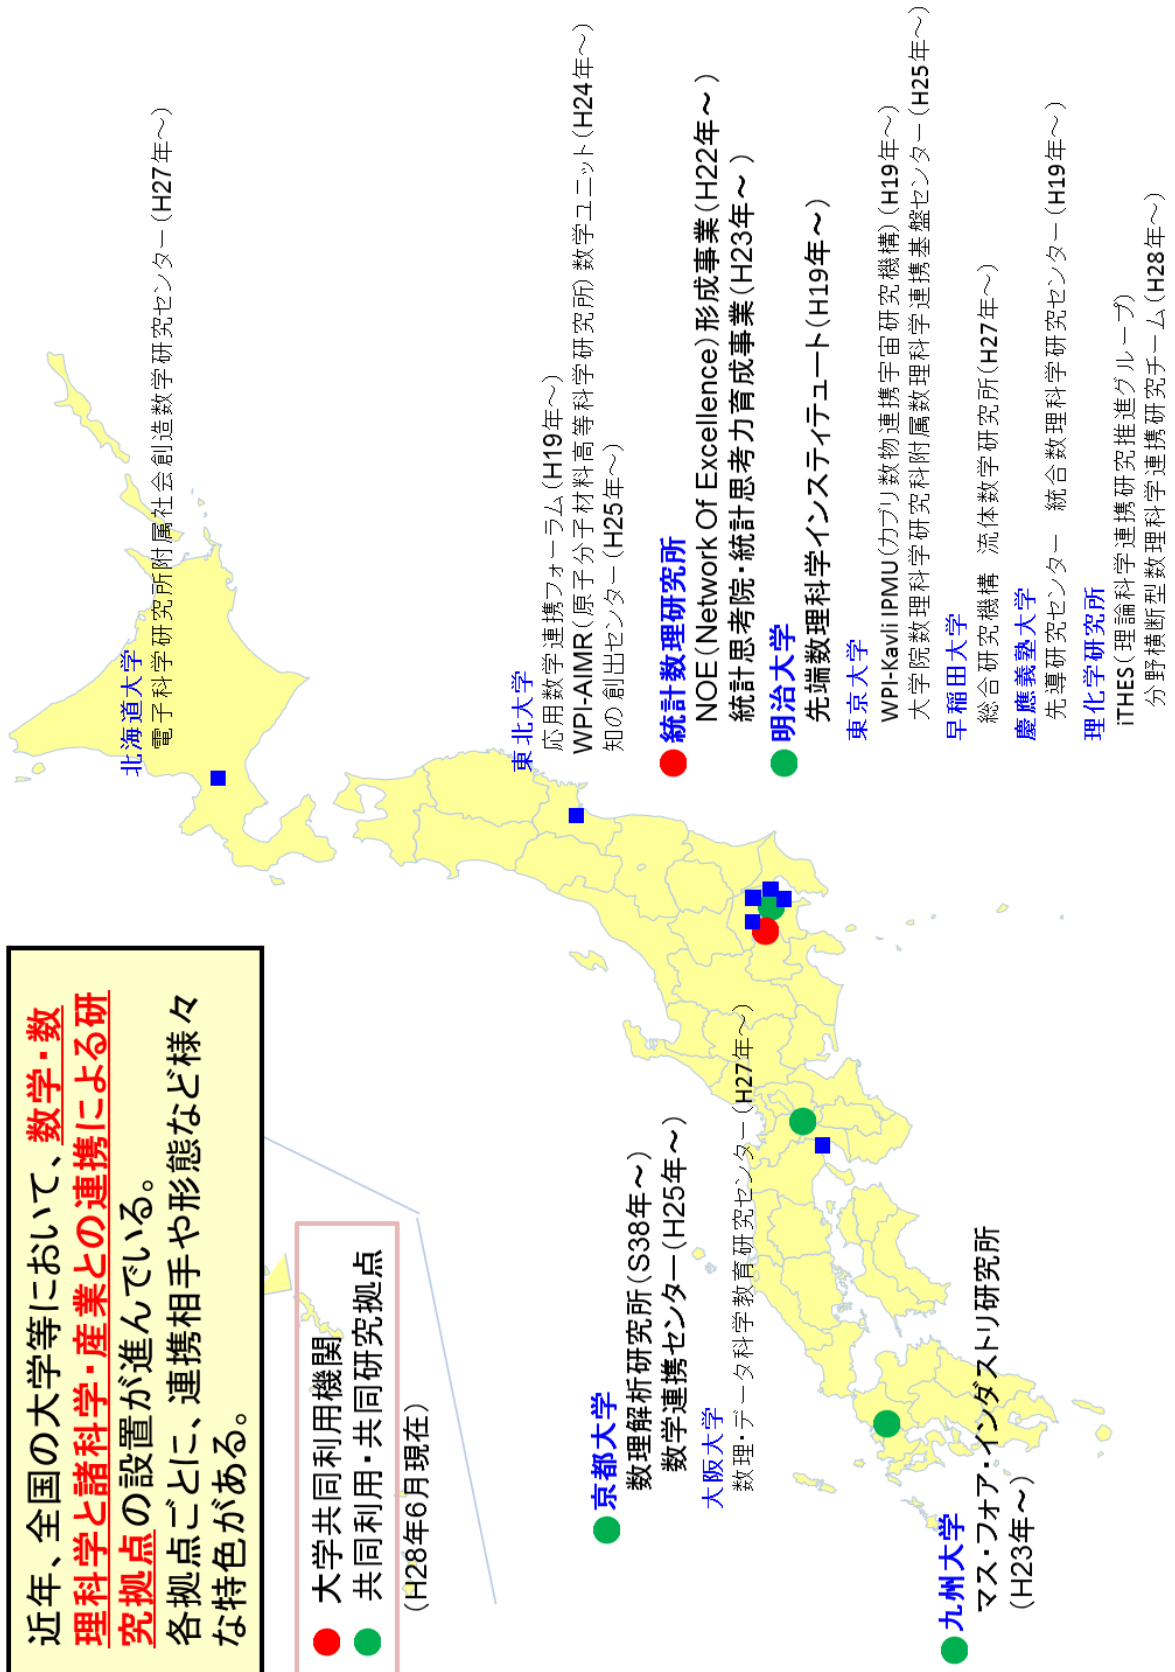 近年、全国の大学等において、数学・数
理科学と諸科学・産業との連携による研
究拠点の設置が進んでいる。
各拠点ごとに、連携相手や形態など様々
な特色がある。
大学共同利用機関
共同利用・共同研究拠点
(H28年6月現在)
北海道大学
電子科学研究所附属社会創造数学研究センター(H27年～)
東北大学
応用数学連携フォーラム(H19年～)
WPI-AIMR(原子分子材料高等科学研究所) 数学ユニット(H24年～)
知の創出センター(H25年～)
統計数理研究所
NOE(Network Of Excellence)形成事業(H22年～)
統計思考院・統計思考力育成事業(H23年～)
明治大学
先端数理科学インスティテュート(H19年～)
東京大学
WPI-Kavli IPMU(カブリ数物連携宇宙研究機構) (H19年～)
大学院数理科学研究科附属数理科学連携基盤センター(H25年～)
早稲田大学
総合研究機構 流体数学研究所(H27年～)
慶應義塾大学
先導研究センター 統合数理科学研究センター(H19年～)
理化学研究所
iTHES(理論科学連携研究推進グループ)
分野横断型数理科学連携研究チーム(H28年～)
京都大学
数理解析研究所(S38年～)
数学連携センター(H25年～)
大阪大学
数理・データ科学教育研究センター(H27年～)
九州大学
マス・フォア・インダストリ研究所
(H23年～)